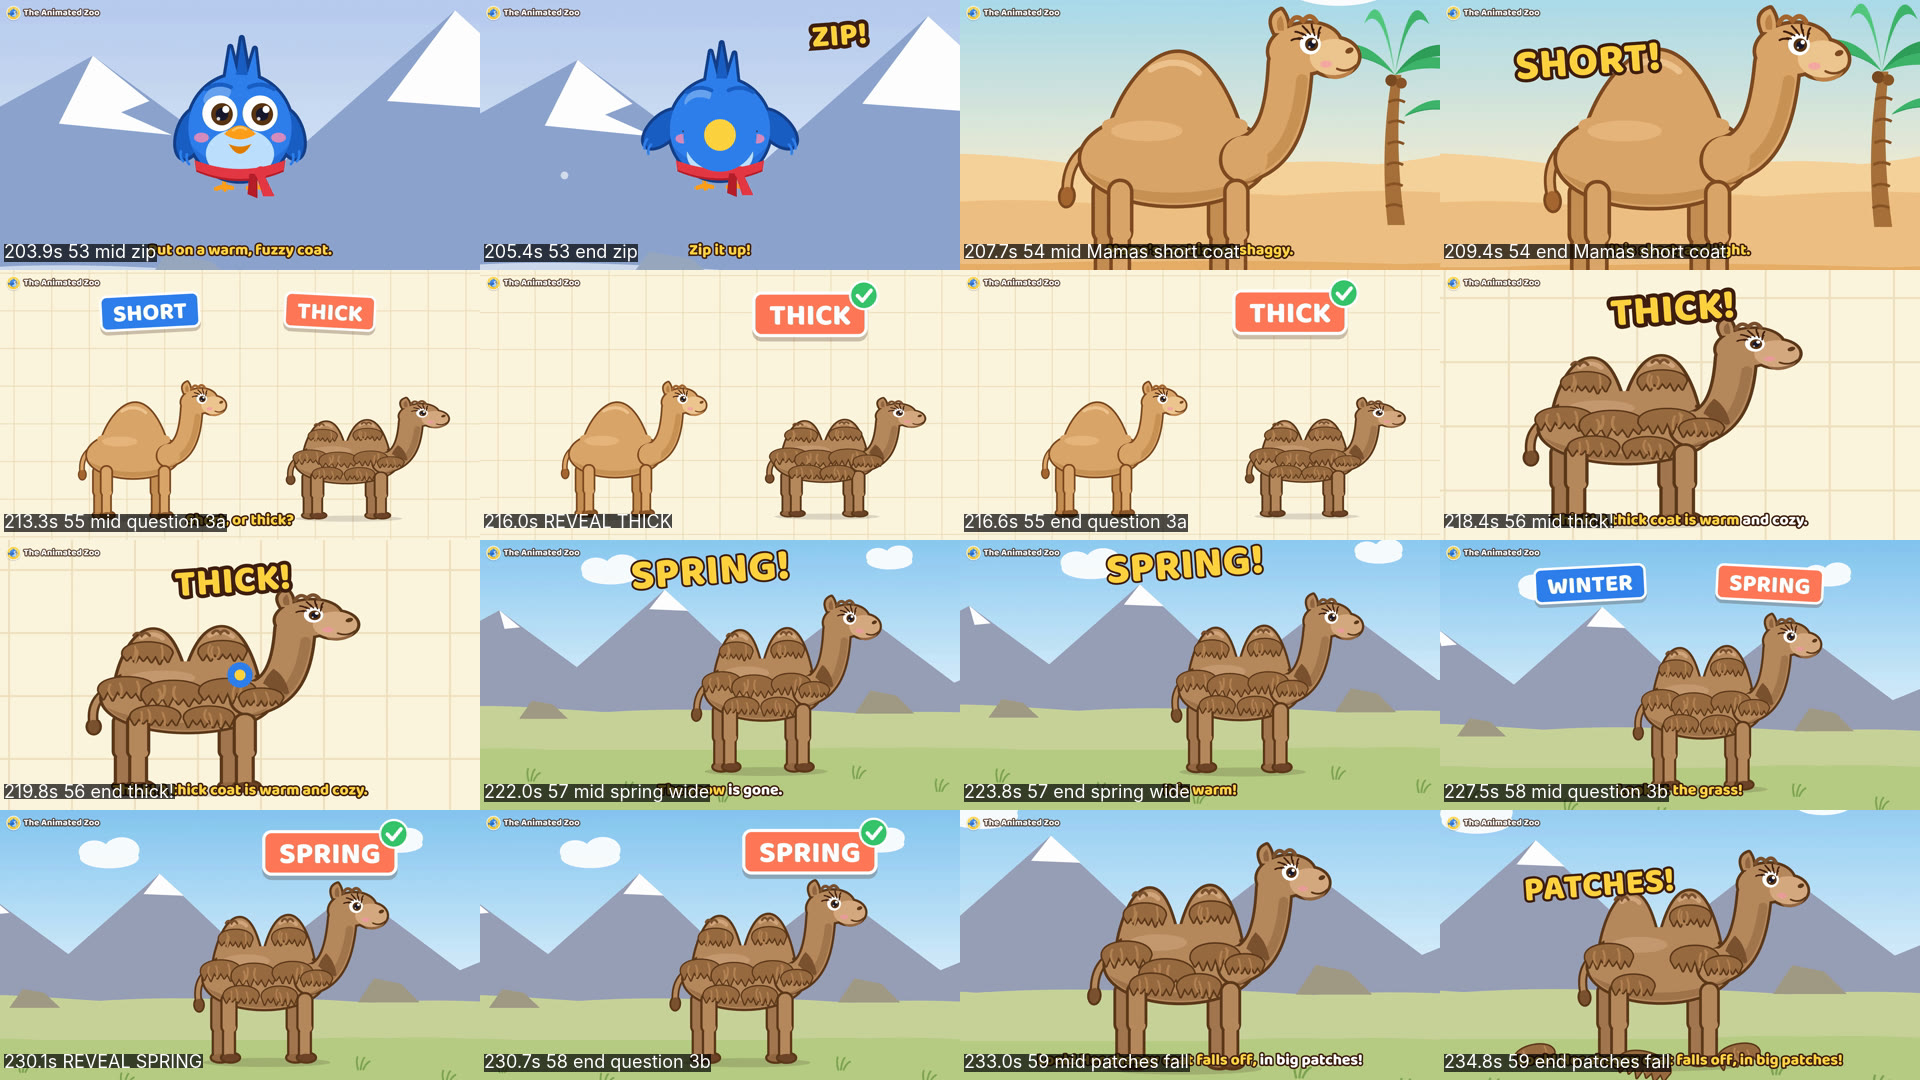 The Animated Zoo
203.9s 53 mid zip
ut on a warm, fuzzy coat.
The Animated Zoo
ZIP!
205.4s 53 end zip
Zip it up!
The Animated Zoo
207.7s 54 mid Mamas short coat
shaggy.
The Animated Zoo
SHORT!
209.4s 54 end Mamas short coat
ght.
The Animated Zoo
SHORT
THICK
213.3s 55 mid question 3a
, or thick?
The Animated Zoo
THICK
216.0s REVEAL THICK
The Animated Zoo
THICK
216.6s 55 end question 3a
The Animated Zoo
THICK!
218.4s 56 mid thick!
thick coat is warm and cozy.
The Animated Zoo
THICK!
219.8s 56 end thick!
thick coat is warm and cozy.
The Animated Zoo
SPRING!
222.0s 57 mid spring wide
ow is gone.
The Animated Zoo
SPRING!
223.8s 57 end spring wide
warm!
The Animated Zoo
WINTER
SPRING
227.5s 58 mid question 3b
the grass!
The Animated Zoo
SPRING
230.1s REVEAL SPRING
The Animated Zoo
SPRING
230.7s 58 end question 3b
The Animated Zoo
233.0s 59 mid patches fall
falls off, in big patches!
The Animated Zoo
PATCHES!
234.8s 59 end patches fall
falls off, in big patches!